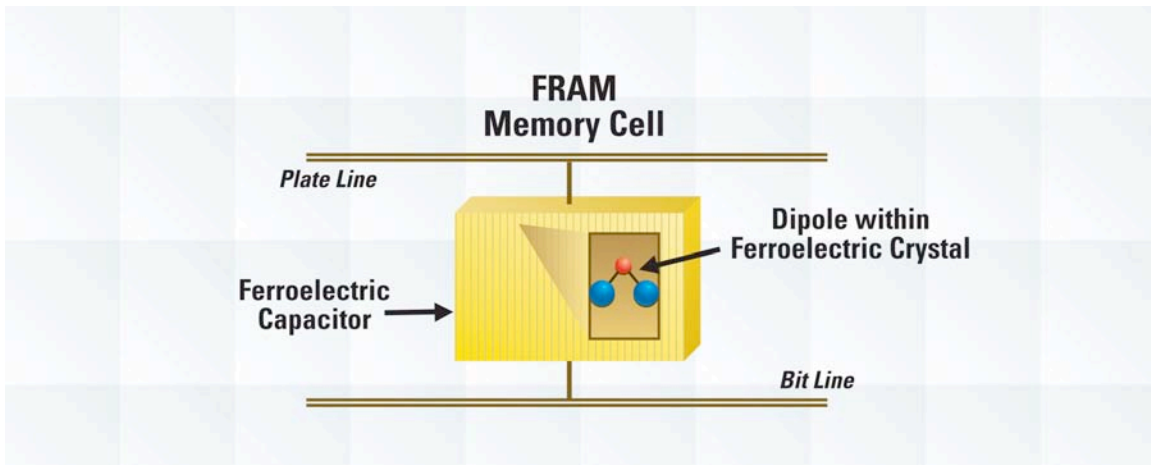 FRAM
Memory Cell
Plate Line
Dipole within
Ferroelectric Crystal
Ferroelectric
Capacitor
Bit Line